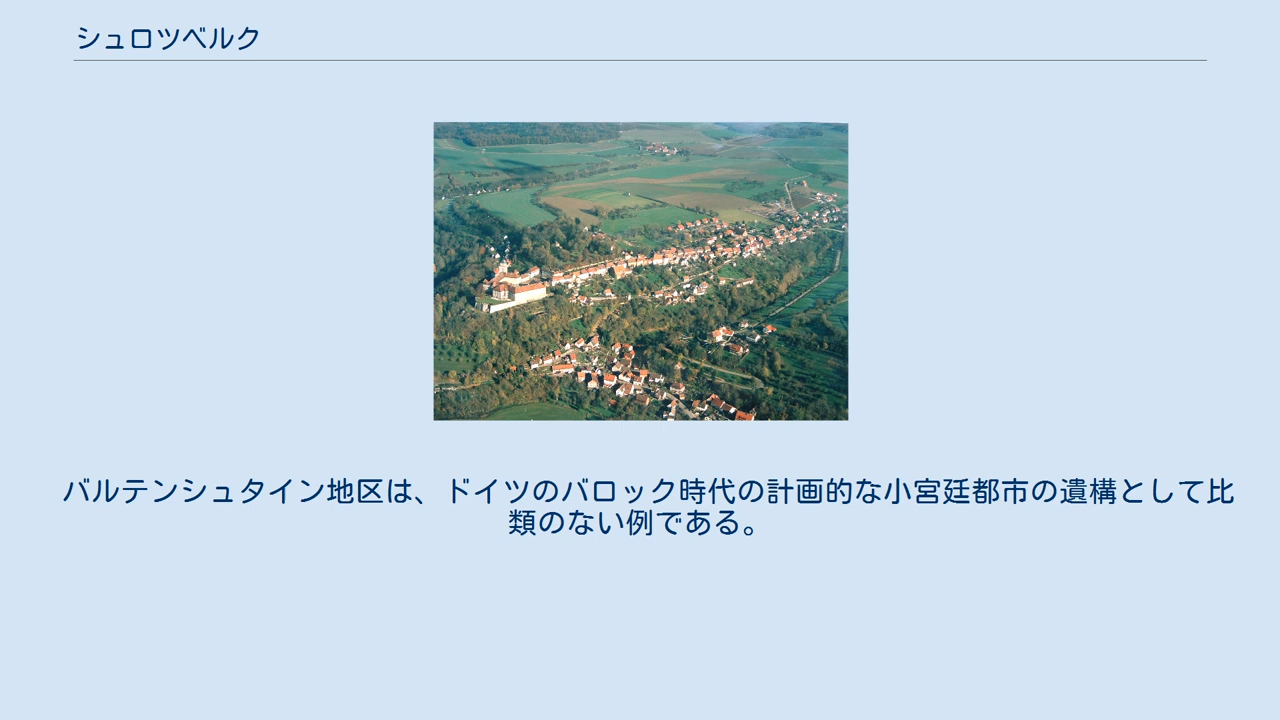 シュロツベルク
バルテンシュタイン地区は、ドイツのバロック時代の計画的な小宮廷都市の遺構として比
類のない例である。